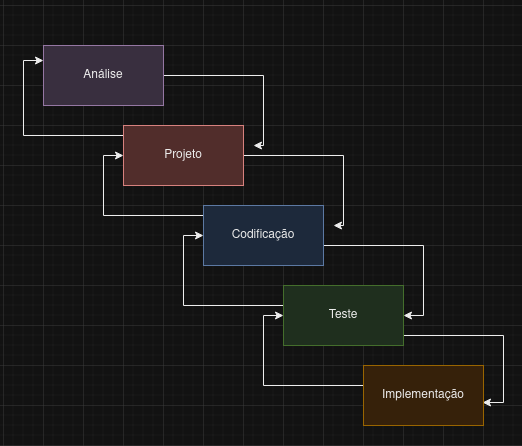 Análise
Projeto
Codificação
Teste
Implementação